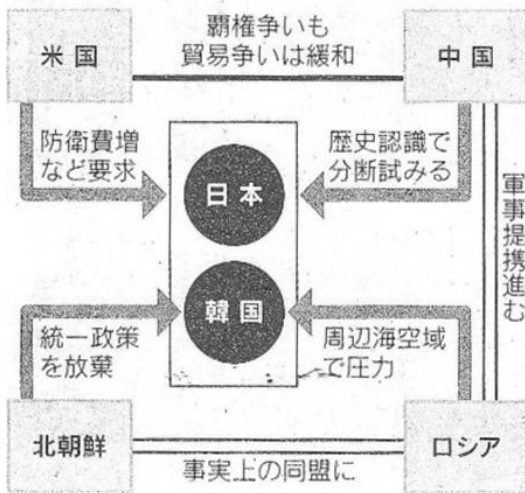 米国
覇権争いも
貿易争いは緩和
中国
防衛費増
など要求
日本
歴史認識で
分断試みる
軍事提携進む
韓国
統一政策
を放棄
周辺海空域
で圧力
北朝鮮
事実上の同盟に
ロシア